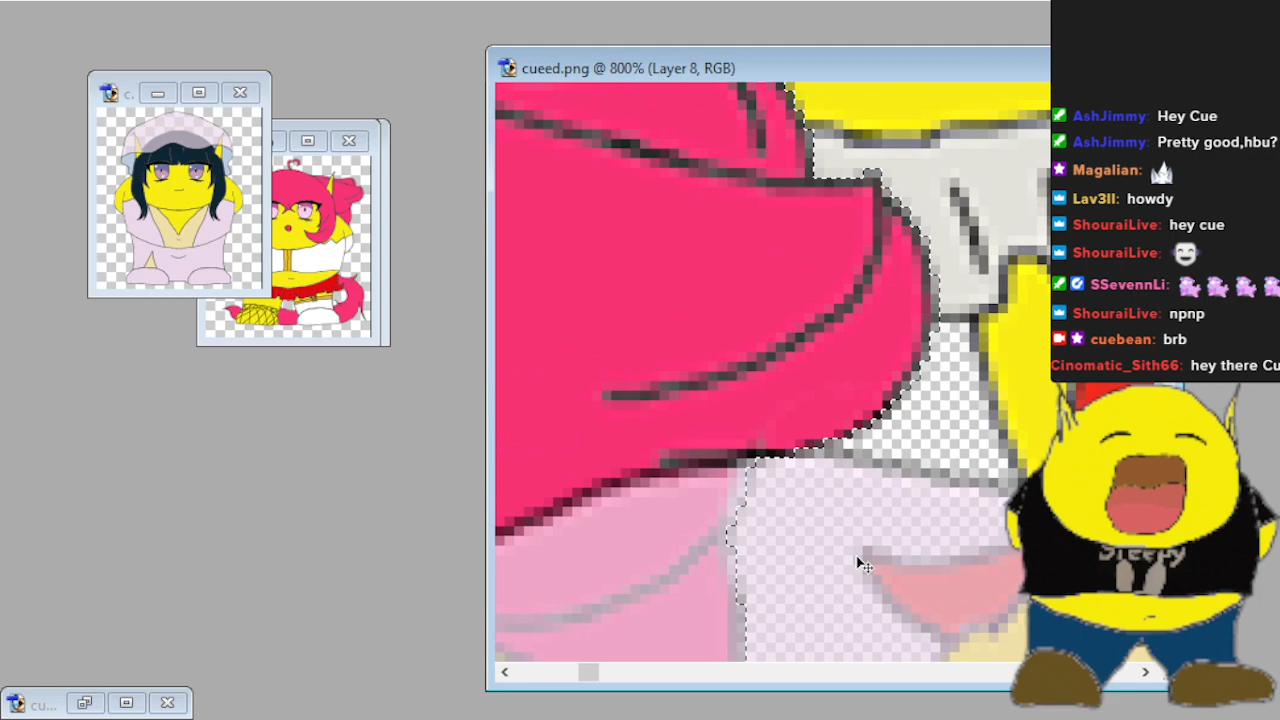 c.
cueed.png @ 800% (Layer 8, RGB)
AshJimmy: Hey Cue
AshJimmy: Pretty good,hbu?
Magalian:
Lav3ll: howdy
ShouraiLive: hey cue
ShouraiLive:
SSevennLi:
ShouraiLive: npnp
cuebean: brb
Cinomatic_Sith66: hey there Cu
Sleepy
cu...